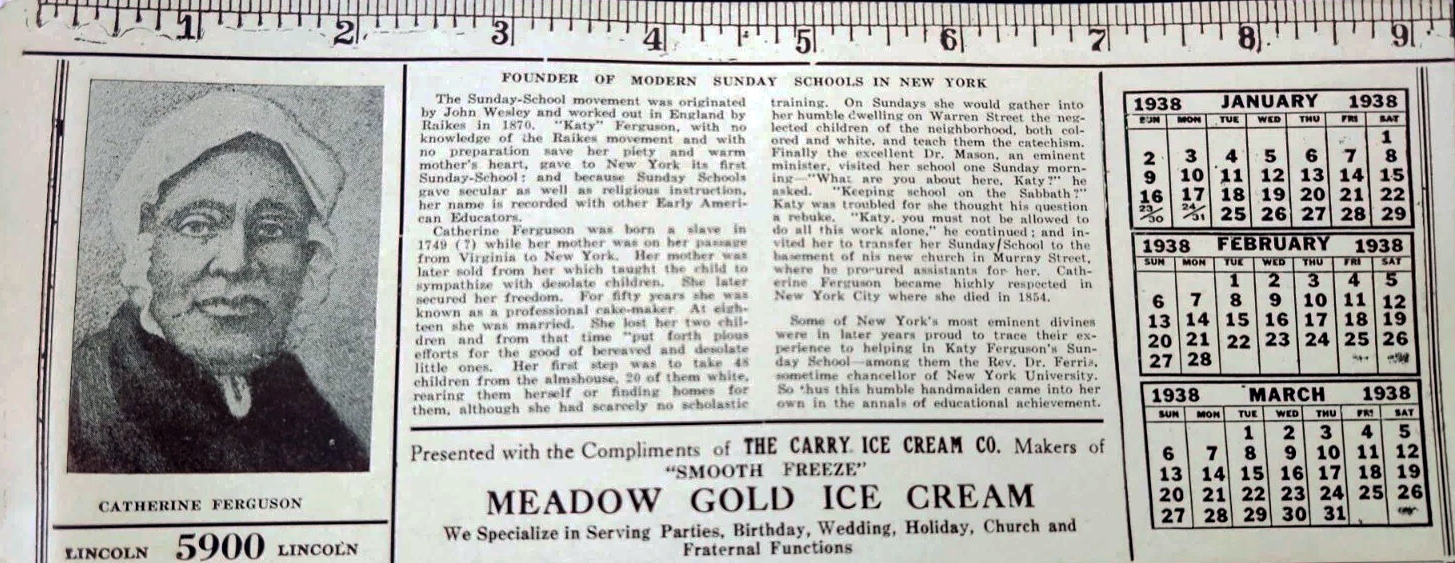 1 2 3 4 5 6 7 8 9
CATHERINE FERGUSON
LINCOLN 5900 LINCOLN
FOUNDER OF MODERN SUNDAY SCHOOLS IN NEW YORK
The Sunday-School movement was originated
by John Wesley and worked out in England by
Raikes in 1870. "Katy" Ferguson, with no
knowledge of the Raikes movement and with
no preparation save her piety and warm
mother's heart, gave to New York its first
Sunday-School; and because Sunday Schools
gave secular as well as religious instruction,
her name is recorded with other Early Ameri-
can Educators.
Catherine Ferguson was born a slave in
1749 (?) while her mother was on her passage
from Virginia to New York. Her mother was
later sold from her which taught the child to
sympathize with desolate children. She later
secured her freedom. For fifty years she was
known as a professional cake-maker. At eigh-
teen she was married. She lost her two chil-
dren and from that time "put forth pious
efforts for the good of bereaved and desolate
little ones. Her first step was to take 48
children from the almshouse, 20 of them white,
rearing them herself or finding homes for
them, although she had scarcely no scholastic
training. On Sundays she would gather into
her humble dwelling on Warren Street the neg-
lected children of the neighborhood, both col-
ored and white, and teach them the catechism.
Finally the excellent Dr. Mason, an eminent
minister, visited her school one Sunday morn-
ing—"What are you about here, Katy?" he
asked. "Keeping school on the Sabbath?"
Katy was troubled for she thought his question
a rebuke. "Katy, you must not be allowed to
do all this work alone," he continued; and in-
vited her to transfer her Sunday/School to the
basement of his new church in Murray Street,
where he procured assistants for her. Cath-
erine Ferguson became highly respected in
New York City where she died in 1854.
Some of New York's most eminent divines
were in later years proud to trace their ex-
perience to helping in Katy Ferguson's Sun-
day School—among them the Rev. Dr. Ferris,
sometime chancellor of New York University.
So thus this humble handmaiden came into her
own in the annals of educational achievement.
Presented with the Compliments of THE CARRY ICE CREAM CO. Makers of
"SMOOTH FREEZE"
MEADOW GOLD ICE CREAM
We Specialize in Serving Parties, Birthday, Wedding, Holiday, Church and
Fraternal Functions
1938 JANUARY 1938
SUN MON TUE WED THU FRI SAT
1
2 3 4 5 6 7 8
9 10 11 12 13 14 15
16 17 18 19 20 21 22
23/30 24/31 25 26 27 28 29
1938 FEBRUARY 1938
SUN MON TUE WED THU FRI SAT
1 2 3 4 5
6 7 8 9 10 11 12
13 14 15 16 17 18 19
20 21 22 23 24 25 26
27 28
1938 MARCH 1938
SUN MON TUE WED THU FRI SAT
1 2 3 4 5
6 7 8 9 10 11 12
13 14 15 16 17 18 19
20 21 22 23 24 25 26
27 28 29 30 31